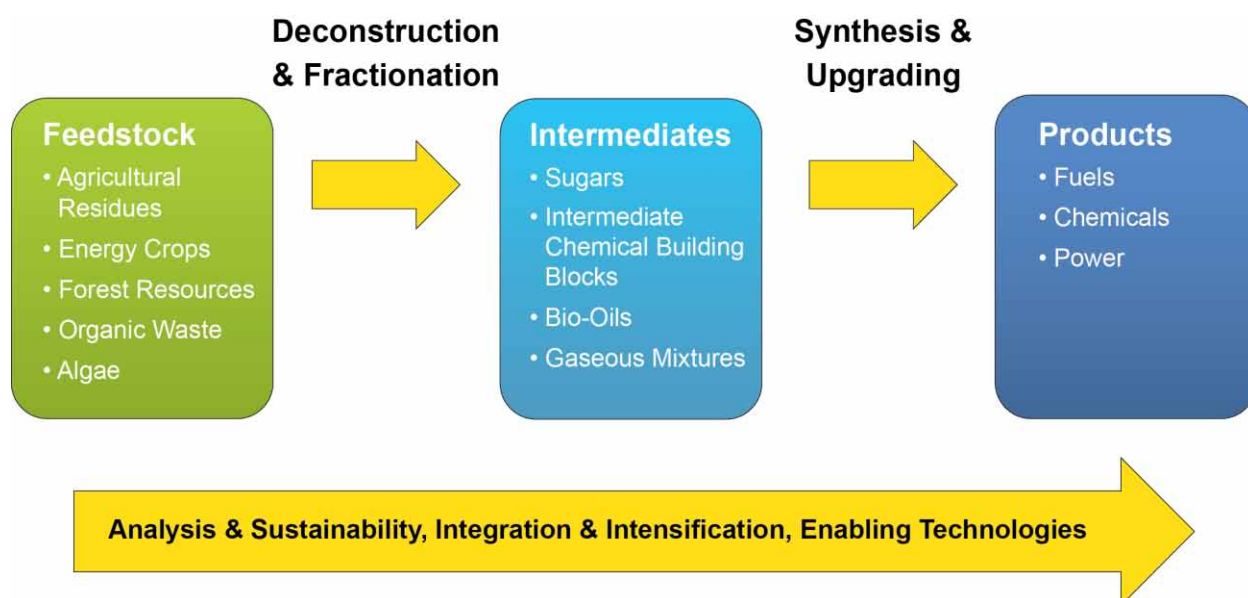 Deconstruction
& Fractionation
Synthesis &
Upgrading
Feedstock
• Agricultural
Residues
• Energy Crops
• Forest Resources
• Organic Waste
• Algae
Intermediates
• Sugars
• Intermediate
Chemical Building
Blocks
• Bio-Oils
• Gaseous Mixtures
Products
• Fuels
• Chemicals
• Power
Analysis & Sustainability, Integration & Intensification, Enabling Technologies